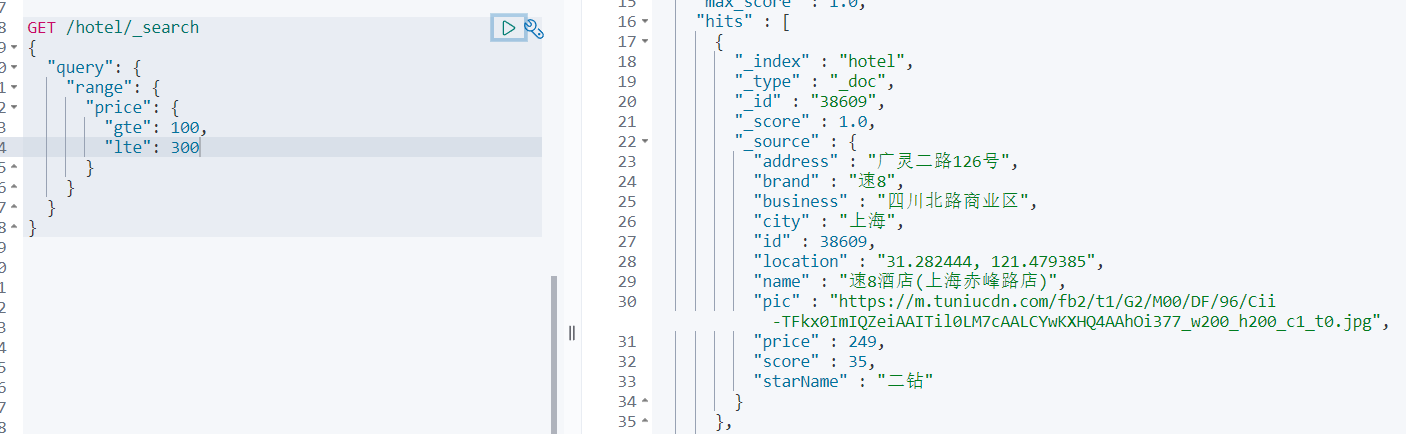 7
8 GET /hotel/_search
9 {
0 "query": {
1 "range": {
2 "price": {
3 "gte": 100,
4 "lte": 300
5 }
6 }
7 }
8 }
9
0
1
2
3
4
5
6
7
8
15 "max_score" : 1.0,
16 "hits" : [
17 {
18 "_index" : "hotel",
19 "_type" : "_doc",
20 "_id" : "38609",
21 "_score" : 1.0,
22 "_source" : {
23 "address" : "广灵二路126号",
24 "brand" : "速8",
25 "business" : "四川北路商业区",
26 "city" : "上海",
27 "id" : 38609,
28 "location" : "31.282444, 121.479385",
29 "name" : "速8酒店(上海赤峰路店)",
30 "pic" : "https://m.tuniucdn.com/fb2/t1/G2/M00/DF/96/Cii
-TFkx0ImIQZeiAAITil0LM7cAALCYwKXHQ4AAhOi377_w200_h200_c1_t0.jpg",
31 "price" : 249,
32 "score" : 35,
33 "starName" : "二钻"
34 }
35 },